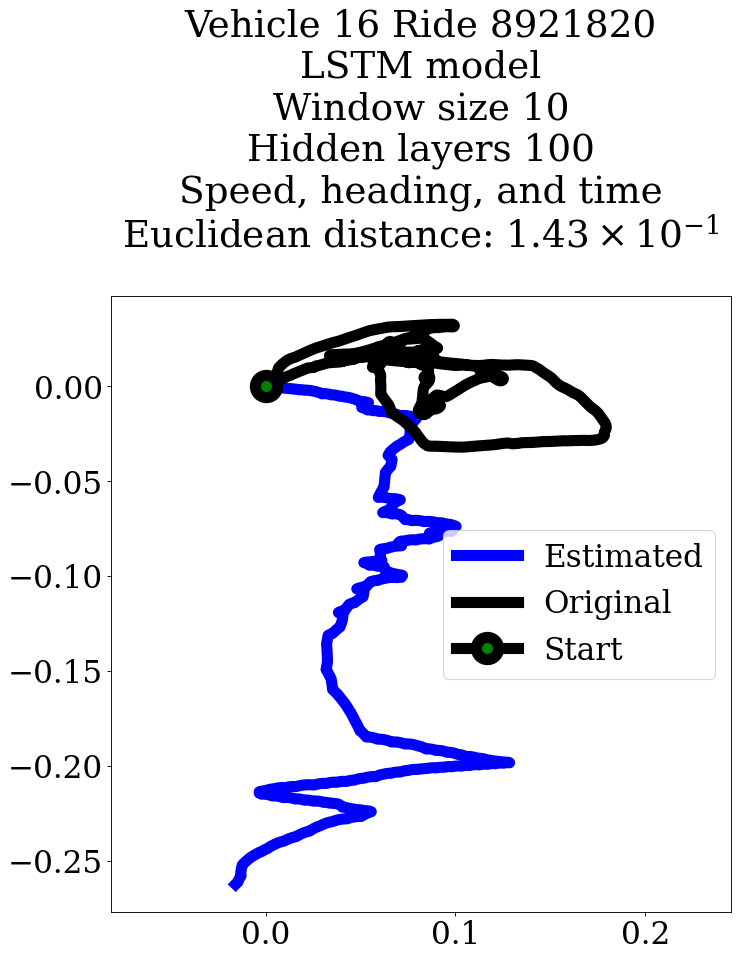 Vehicle 16 Ride 8921820
LSTM model
Window size 10
Hidden layers 100
Speed, heading, and time
Euclidean distance: 1.43 × 10⁻¹
0.00
−0.05
−0.10
−0.15
−0.20
−0.25
Estimated
Original
Start
0.0 0.1 0.2